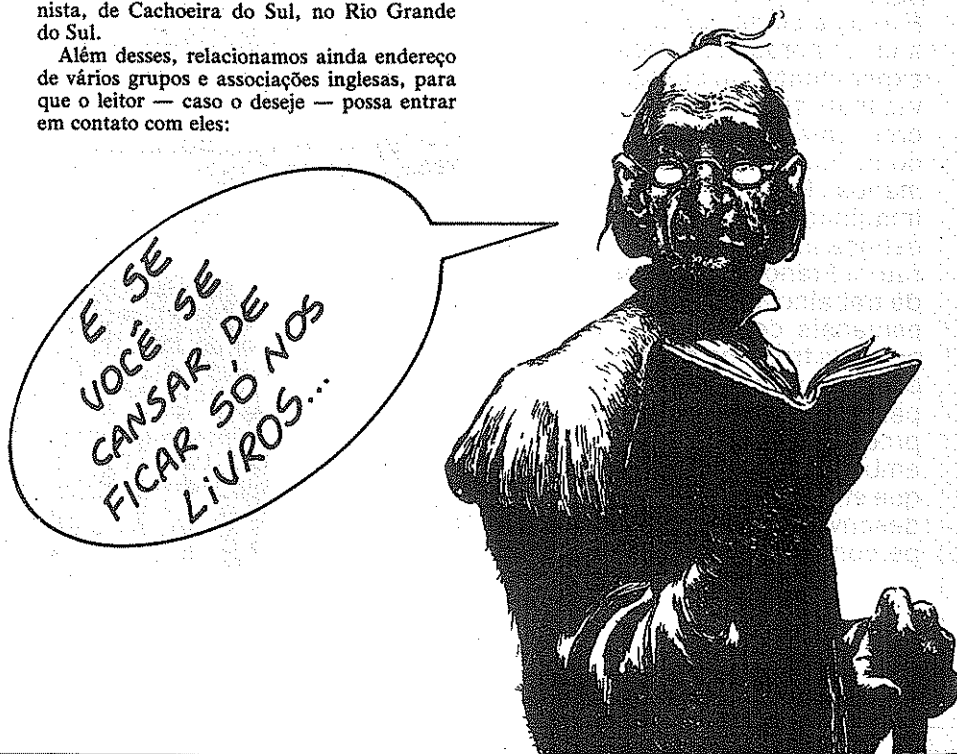 nista, de Cachoeira do Sul, no Rio Grande
do Sul.
Além desses, relacionamos ainda endereço
de vários grupos e associações inglesas, para
que o leitor — caso o deseje — possa entrar
em contato com eles:
E SE
VOCÊ SE
CANSAR DE
FICAR SÓ NOS
LIVROS...